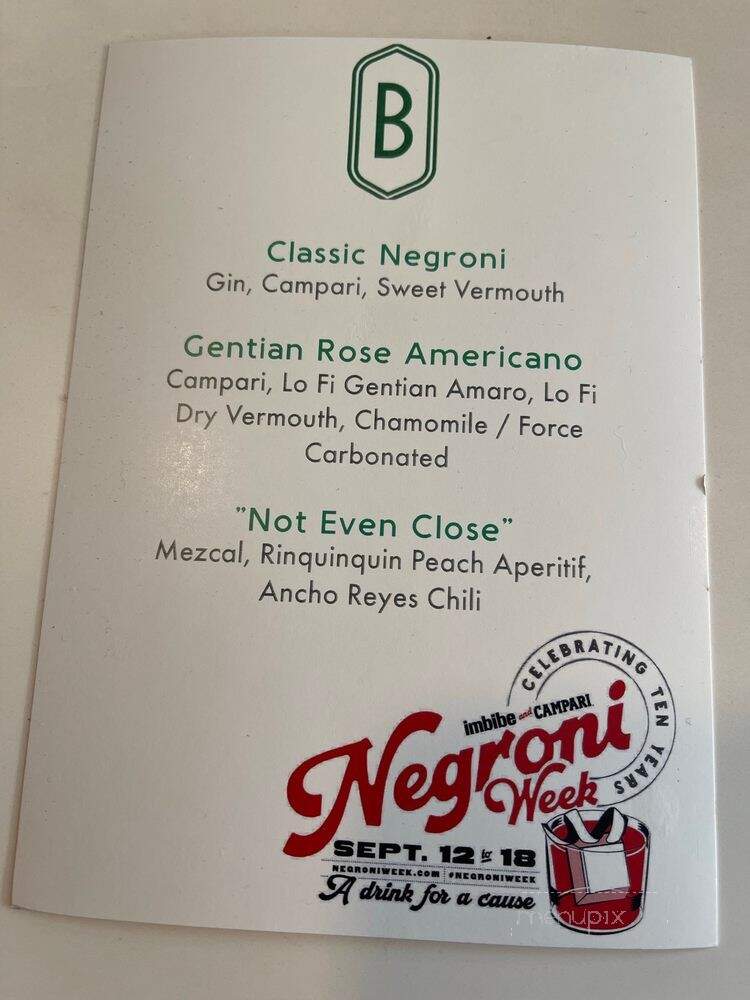 B
Classic Negroni
Gin, Campari, Sweet Vermouth
Gentian Rose Americano
Campari, Lo Fi Gentian Amaro, Lo Fi
Dry Vermouth, Chamomile / Force
Carbonated
"Not Even Close"
Mezcal, Rinquinquin Peach Aperitif,
Ancho Reyes Chili
CELEBRATING TEN YEARS
imbibe and CAMPARI
Negroni
Week
SEPT. 12 to 18
NEGRONIWEEK.COM | #NEGRONIWEEK
A drink for a cause
menupix